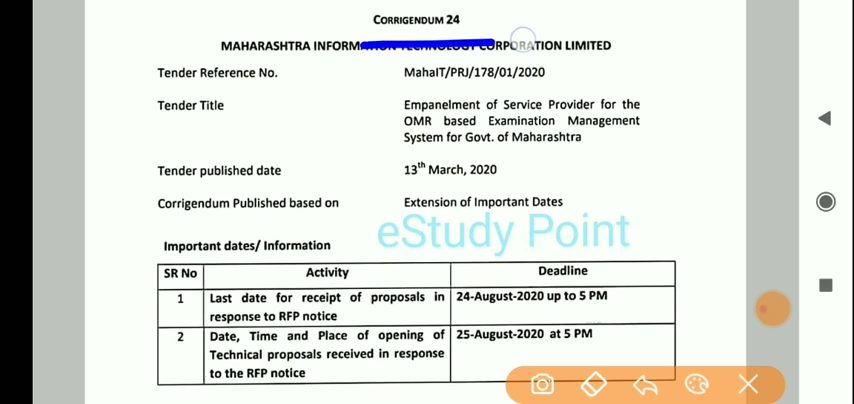 CORRIGENDUM 24
MAHARASHTRA INFORMATION TECHNOLOGY CORPORATION LIMITED
Tender Reference No. MahaIT/PRJ/178/01/2020
Tender Title Empanelment of Service Provider for the
OMR based Examination Management
System for Govt. of Maharashtra
Tender published date 13th March, 2020
Corrigendum Published based on Extension of Important Dates
eStudy Point
Important dates/ Information
SR No Activity Deadline
1 Last date for receipt of proposals in 24-August-2020 up to 5 PM
response to RFP notice
2 Date, Time and Place of opening of 25-August-2020 at 5 PM
Technical proposals received in response
to the RFP notice